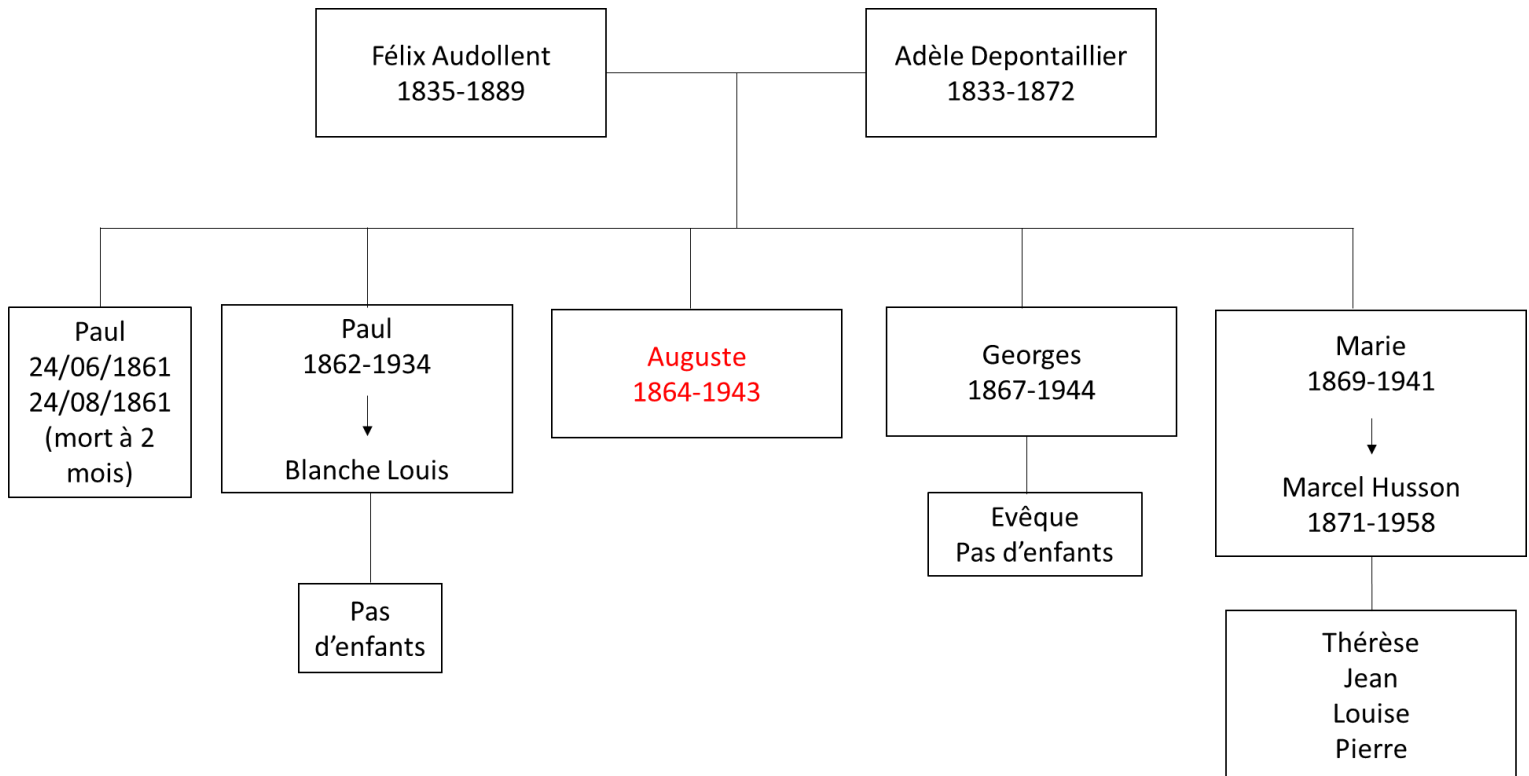 Félix Audollent
1835-1889
Adèle Depontaillier
1833-1872
Paul
24/06/1861
24/08/1861
(mort à 2
mois)
Paul
1862-1934
Blanche Louis
Pas
d’enfants
Auguste
1864-1943
Georges
1867-1944
Evêque
Pas d’enfants
Marie
1869-1941
Marcel Husson
1871-1958
Thérèse
Jean
Louise
Pierre